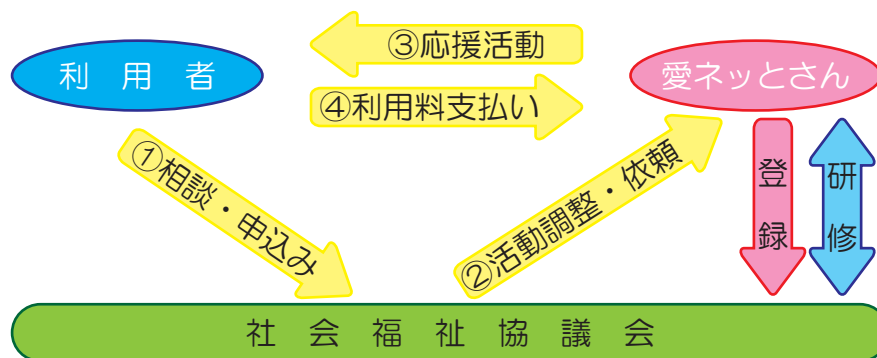 ③応援活動
利用者
愛ネッとさん
④利用料支払い
①相談・申込み
②活動調整・依頼
登録
研修
社会福祉協議会